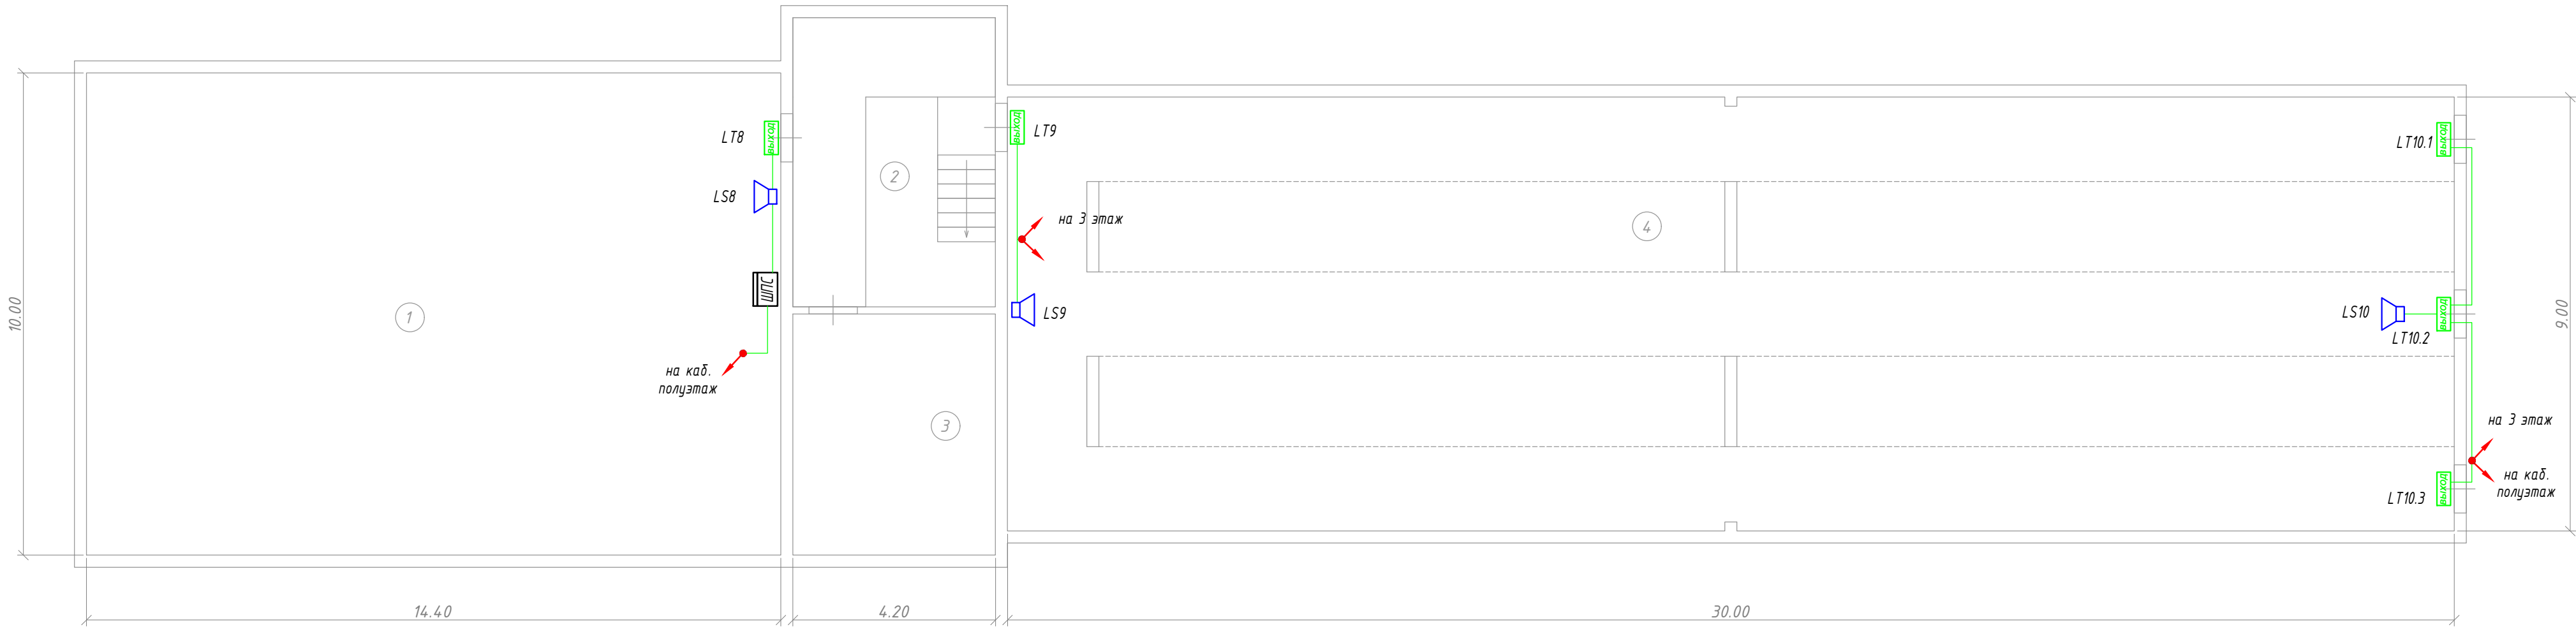 10.00
1
LT8
ВЫХОД
LS8
ШПС
на каб.
полуэтаж
2
3
ВЫХОД
LT9
на 3 этаж
LS9
4
LT10.1
ВЫХОД
LS10
ВЫХОД
LT10.2
на 3 этаж
на каб.
полуэтаж
LT10.3
ВЫХОД
9.00
14.40
4.20
30.00